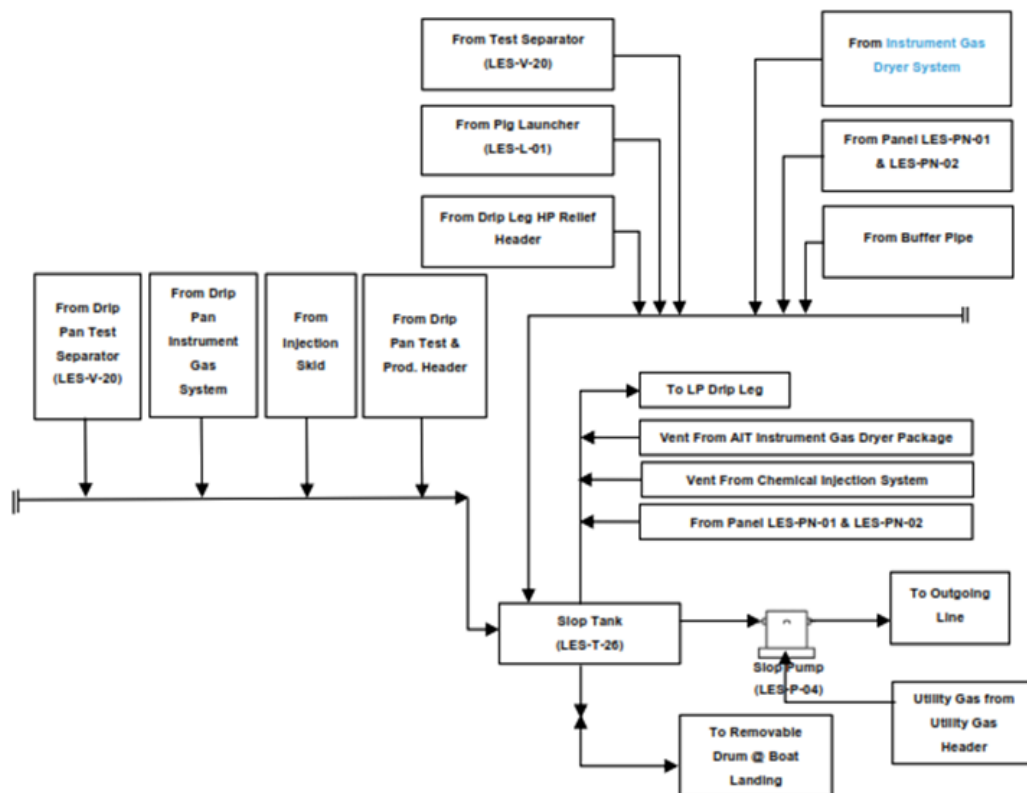 From Test Separator
(LES-V-20)
From Instrument Gas
Dryer System
From Pig Launcher
(LES-L-01)
From Panel LES-PN-01
& LES-PN-02
From Drip Leg HP Relief
Header
From Buffer Pipe
From Drip
Pan Test
Separator
(LES-V-20)
From Drip
Pan
Instrument
Gas
System
From
Injection
Skid
From Drip
Pan Test &
Prod. Header
To LP Drip Leg
Vent From AIT Instrument Gas Dryer Package
Vent From Chemical Injection System
From Panel LES-PN-01 & LES-PN-02
Slop Tank
(LES-T-26)
To Outgoing
Line
Slop Pump
(LES-P-04)
Utility Gas from
Utility Gas
Header
To Removable
Drum @ Boat
Landing